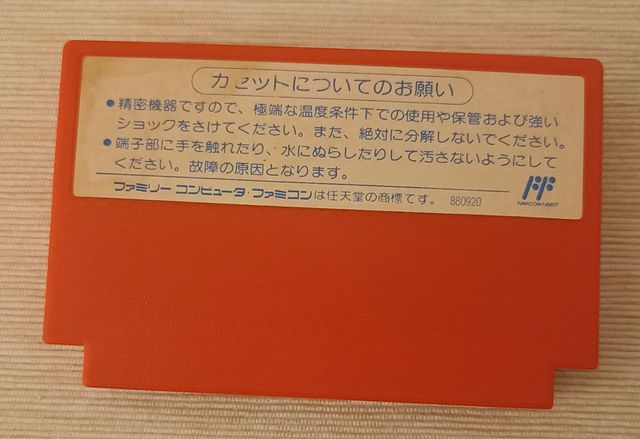 カセットについてのお願い
●精密機器ですので、極端な温度条件下での使用や保管および強い
ショックをさけてください。また、絶対に分解しないでください。
●端子部に手を触れたり、水にぬらしたりして汚さないようにして
ください。故障の原因となります。
ファミリー コンピュータ・ファミコンは任天堂の商標です。 880920
FF
FAMICOM FAMILY